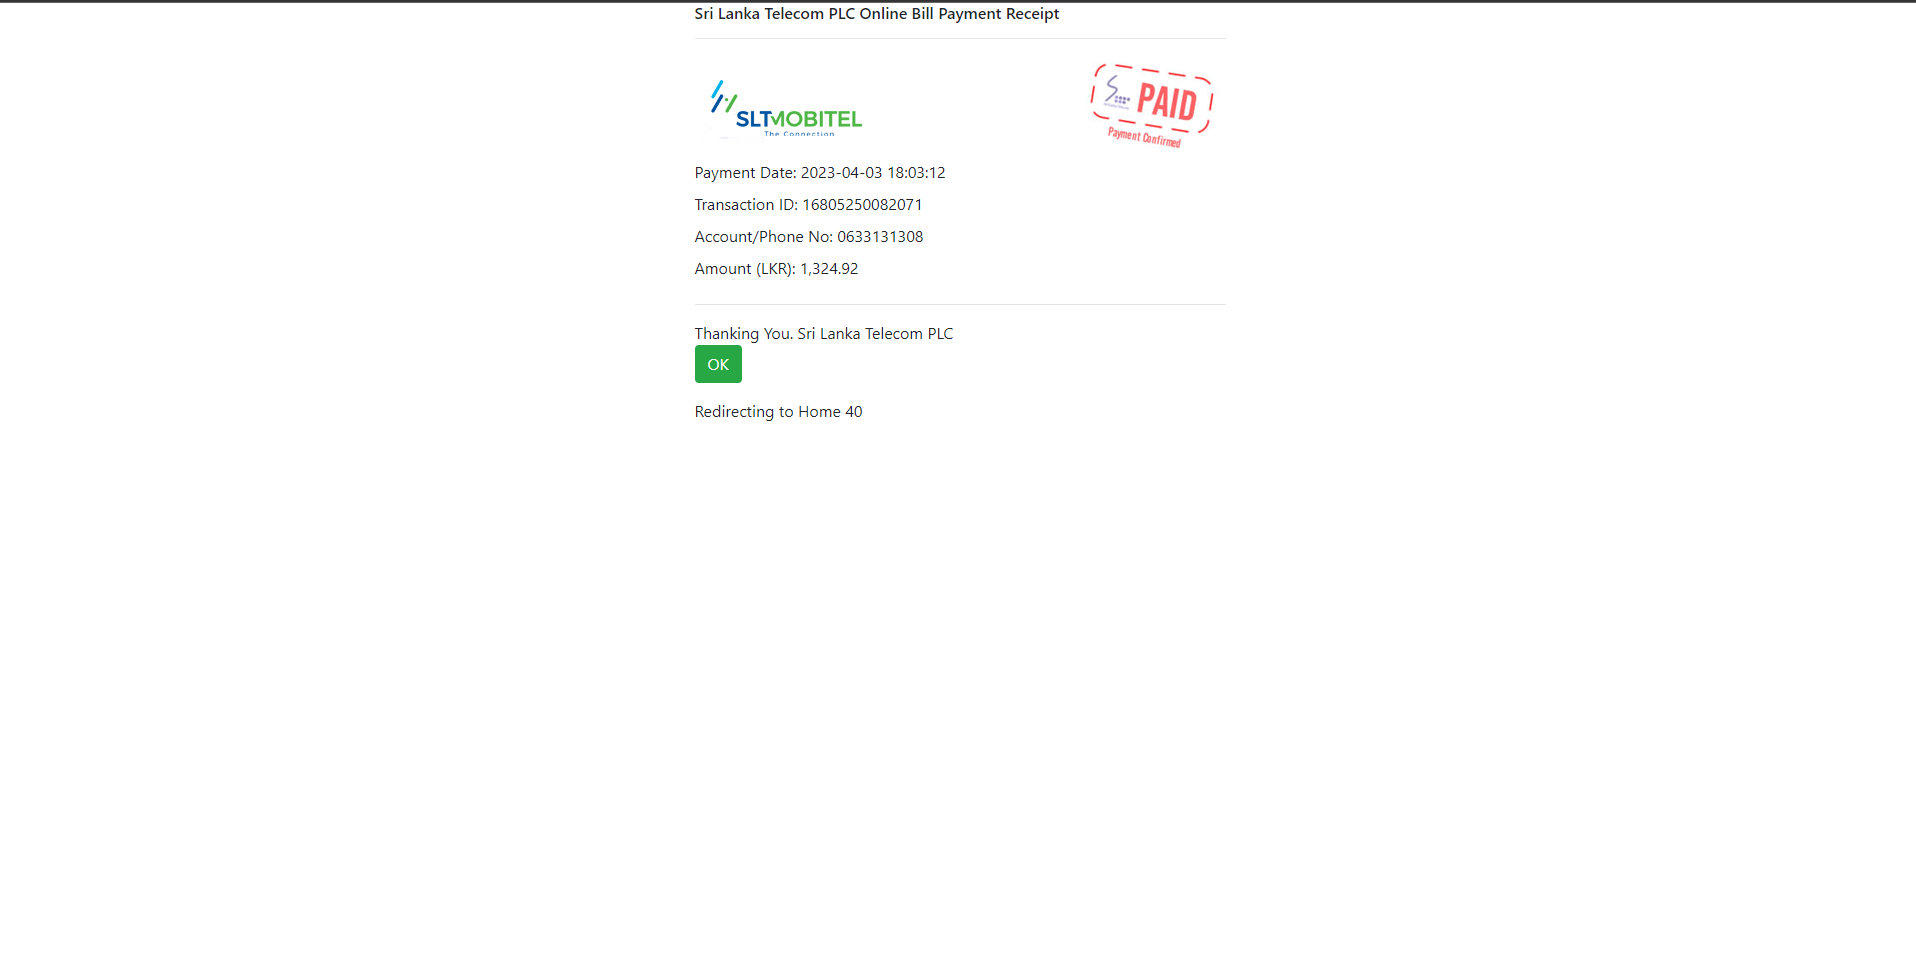 Sri Lanka Telecom PLC Online Bill Payment Receipt
SLTMOBITEL
The Connection
PAID
Payment Confirmed
Payment Date: 2023-04-03 18:03:12
Transaction ID: 16805250082071
Account/Phone No: 0633131308
Amount (LKR): 1,324.92
Thanking You. Sri Lanka Telecom PLC
OK
Redirecting to Home 40